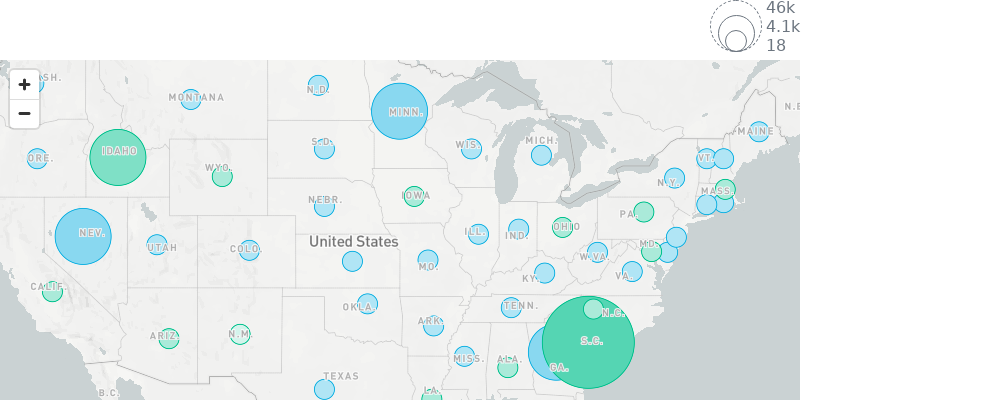 46k
4.1k
18
+
−
SH.
MONTANA
N.D.
MINN.
N.B
MAINE
ORE.
IDAHO
WYO.
S.D.
WIS.
MICH.
VT.
N.Y.
MASS.
NEBR.
IOWA
ILL.
IND.
OHIO
PA.
NEV.
UTAH
COLO.
United States
MO.
W.VA.
MD.
KY.
VA.
CALIF.
OKLA.
TENN.
N.C.
ARIZ.
N.M.
ARK.
S.C.
MISS.
ALA.
GA.
TEXAS
LA.
B.C.